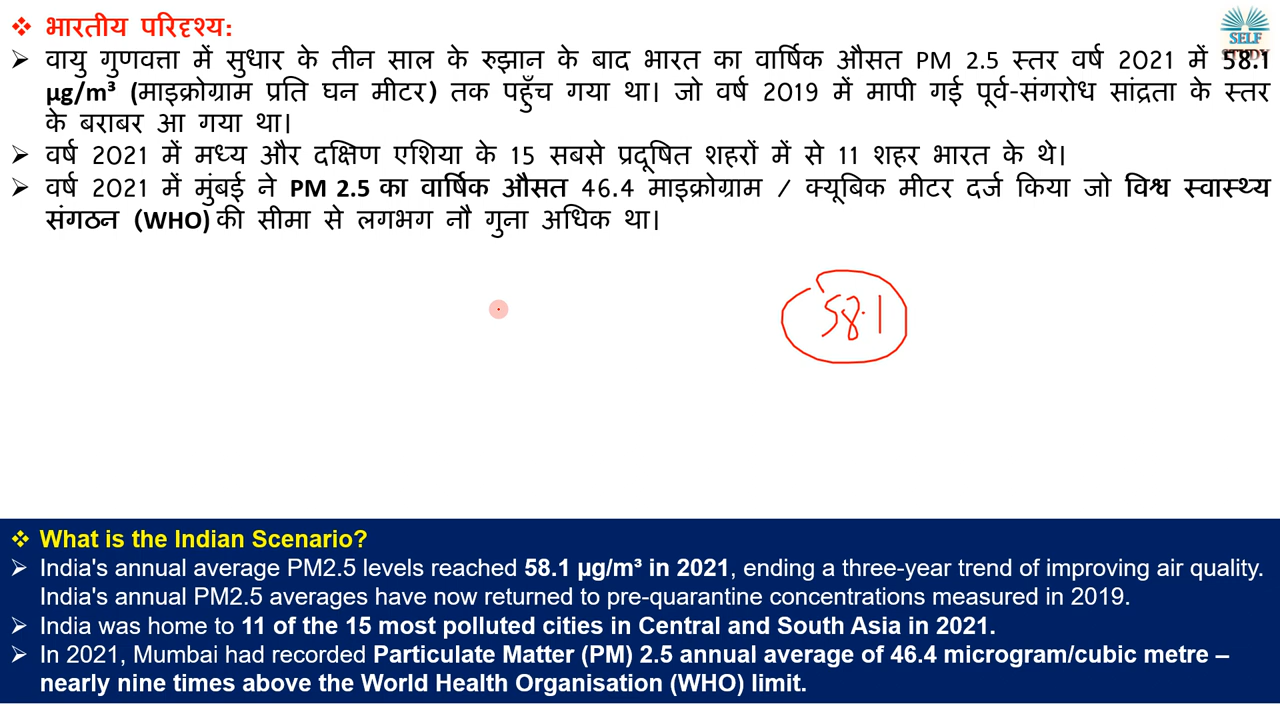 ❖ भारतीय परिदृश्य:
SELF
STUDY
➢ वायु गुणवत्ता में सुधार के तीन साल के रुझान के बाद भारत का वार्षिक औसत PM 2.5 स्तर वर्ष 2021 में 58.1
µg/m³ (माइक्रोग्राम प्रति घन मीटर) तक पहुँच गया था। जो वर्ष 2019 में मापी गई पूर्व-संगरोध सांद्रता के स्तर
के बराबर आ गया था।
➢ वर्ष 2021 में मध्य और दक्षिण एशिया के 15 सबसे प्रदूषित शहरों में से 11 शहर भारत के थे।
➢ वर्ष 2021 में मुंबई ने PM 2.5 का वार्षिक औसत 46.4 माइक्रोग्राम / क्यूबिक मीटर दर्ज किया जो विश्व स्वास्थ्य
संगठन (WHO) की सीमा से लगभग नौ गुना अधिक था।
58.1
❖ What is the Indian Scenario?
➢ India's annual average PM2.5 levels reached 58.1 µg/m³ in 2021, ending a three-year trend of improving air quality.
India's annual PM2.5 averages have now returned to pre-quarantine concentrations measured in 2019.
➢ India was home to 11 of the 15 most polluted cities in Central and South Asia in 2021.
➢ In 2021, Mumbai had recorded Particulate Matter (PM) 2.5 annual average of 46.4 microgram/cubic metre –
nearly nine times above the World Health Organisation (WHO) limit.